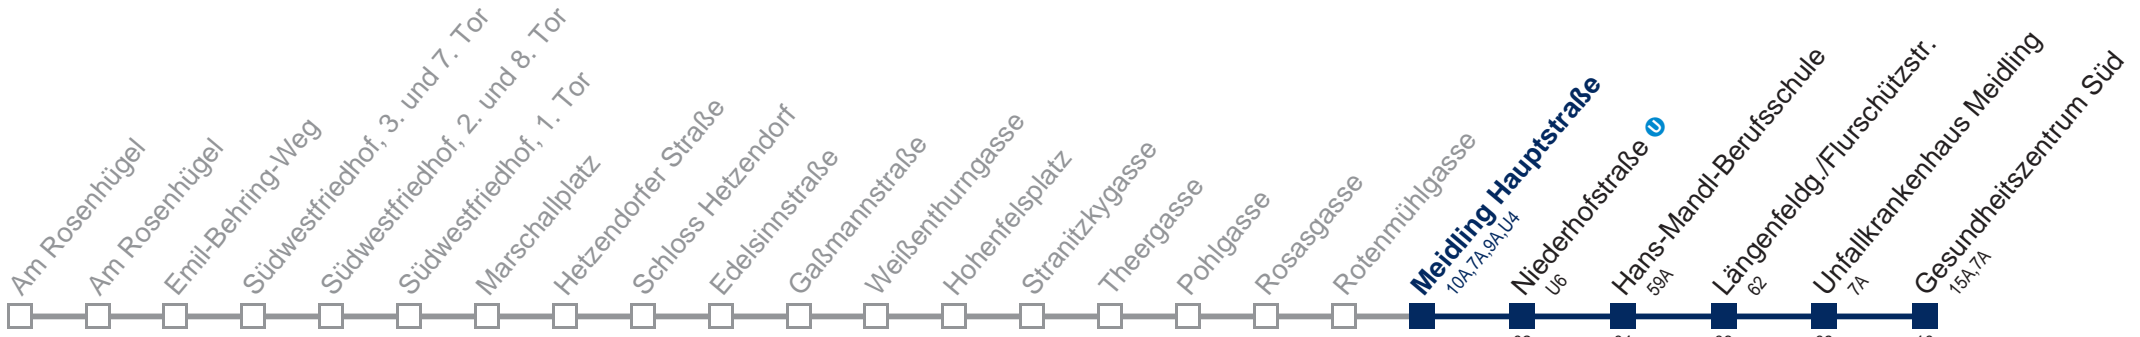 Am Rosenhügel
Am Rosenhügel
Emil-Behring-Weg
Südwestfriedhof, 3. und 7. Tor
Südwestfriedhof, 2. und 8. Tor
Südwestfriedhof, 1. Tor
Marschallplatz
Hetzendorfer Straße
Schloss Hetzendorf
Edelsinnstraße
Gaßmannstraße
Weißenthurngasse
Hohenfelsplatz
Stranitzkygasse
Theergasse
Pohlgasse
Rosasgasse
Rotenmühlgasse
Meidling Hauptstraße
10A,7A,9A,U4
Niederhofstraße U
U6
Hans-Mandl-Berufsschule
59A
Längenfeldg./Flurschützstr.
62
Unfallkrankenhaus Meidling
7A
Gesundheitszentrum Süd
15A,7A